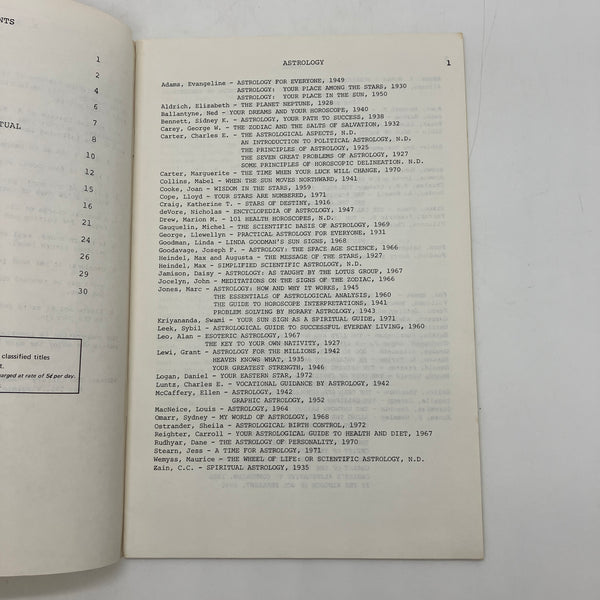 NTS
1
2
4
6
7
TUAL
8
10
12
15
16
21
24
26
29
30
classified titles
t.
arged at rate of 5¢ per day.
ASTROLOGY 1
Adams, Evangeline - ASTROLOGY FOR EVERYONE, 1949
ASTROLOGY: YOUR PLACE AMONG THE STARS, 1930
ASTROLOGY: YOUR PLACE IN THE SUN, 1950
Aldrich, Elizabeth - THE PLANET NEPTUNE, 1928
Ballantyne, Ned - YOUR DREAMS AND YOUR HOROSCOPE, 1940
Bennett, Sidney K. - ASTROLOGY, YOUR PATH TO SUCCESS, 1938
Carey, George W. - THE ZODIAC AND THE SALTS OF SALVATION, 1932
Carter, Charles E. - THE ASTROLOGICAL ASPECTS, N.D.
AN INTRODUCTION TO POLITICAL ASTROLOGY, N.D.
THE PRINCIPLES OF ASTROLOGY, 1925
THE SEVEN GREAT PROBLEMS OF ASTROLOGY, 1927
SOME PRINCIPLES OF HOROSCOPIC DELINEATION. N.D.
Carter, Marguerite - THE TIME WHEN YOUR LUCK WILL CHANGE, 1970
Collins, Mabel - WHEN THE SUN MOVES NORTHWARD, 1941
Cooke, Joan - WISDOM IN THE STARS, 1959
Cope, Lloyd - YOUR STARS ARE NUMBERED, 1971
Craig, Katherine T. - STARS OF DESTINY, 1916
deVore, Nicholas - ENCYCLOPEDIA OF ASTROLOGY, 1947
Drew, Marion M. - 101 HEALTH HOROSCOPES, N.D.
Gauquelin, Michel - THE SCIENTIFIC BASIS OF ASTROLOGY, 1969
George, Llewellyn - PRACTICAL ASTROLOGY FOR EVERYONE, 1931
Goodman, Linda - LINDA GOODMAN'S SUN SIGNS, 1968
Goodavage, Joseph F. - ASTROLOGY: THE SPACE AGE SCIENCE, 1966
Heindel, Max and Augusta - THE MESSAGE OF THE STARS, 1927
Heindel, Max - SIMPLIFIED SCIENTIFIC ASTROLOGY, N.D.
Jamison, Daisy - ASTROLOGY: AS TAUGHT BY THE LOTUS GROUP, 1967
Jocelyn, John - MEDITATIONS ON THE SIGNS OF THE ZODIAC, 1966
Jones, Marc - ASTROLOGY: HOW AND WHY IT WORKS, 1945
THE ESSENTIALS OF ASTROLOGICAL ANALYSIS, 1960
THE GUIDE TO HOROSCOPE INTERPRETATIONS, 1941
PROBLEM SOLVING BY HORARY ASTROLOGY, 1943
Kriyananda, Swami - YOUR SUN SIGN AS A SPIRITUAL GUIDE, 1971
Leek, Sybil - ASTROLOGICAL GUIDE TO SUCCESSFUL EVERDAY LIVING, 1960
Leo, Alan - ESOTERIC ASTROLOGY, 1967
THE KEY TO YOUR OWN NATIVITY, 1927
Lewi, Grant - ASTROLOGY FOR THE MILLIONS, 1942
HEAVEN KNOWS WHAT, 1935
YOUR GREATEST STRENGTH, 1946
Logan, Daniel - YOUR EASTERN STAR, 1972
Luntz, Charles E. - VOCATIONAL GUIDANCE BY ASTROLOGY, 1942
McCaffery, Ellen - ASTROLOGY, 1942
GRAPHIC ASTROLOGY, 1952
MacNeice, Louis - ASTROLOGY, 1964
Omarr, Sydney - MY WORLD OF ASTROLOGY, 1968
Ostrander, Sheila - ASTROLOGICAL BIRTH CONTROL, 1972
Reighter, Carroll - YOUR ASTROLOGICAL GUIDE TO HEALTH AND DIET, 1967
Rudhyar, Dane - THE ASTROLOGY OF PERSONALITY, 1970
Stearn, Jess - A TIME FOR ASTROLOGY, 1971
Wemyss, Maurice - THE WHEEL OF LIFE: OR SCIENTIFIC ASTROLOGY, N.D.
Zain, C.C. - SPIRITUAL ASTROLOGY, 1935